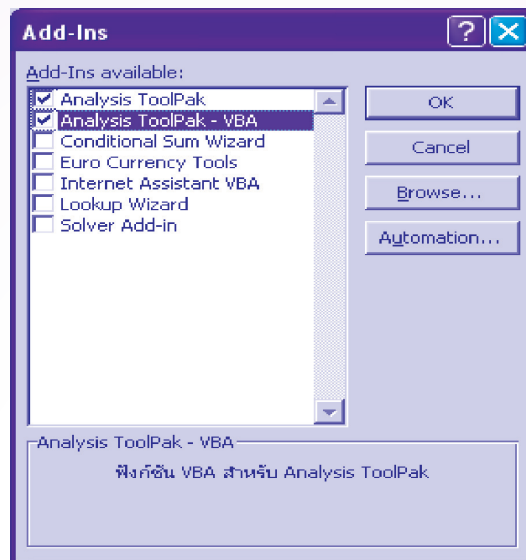 Add-Ins
?
Add-Ins available:
Analysis ToolPak
Analysis ToolPak - VBA
Conditional Sum Wizard
Euro Currency Tools
Internet Assistant VBA
Lookup Wizard
Solver Add-in
OK
Cancel
Browse...
Automation...
Analysis ToolPak - VBA
ฟังก์ชัน VBA สำหรับ Analysis ToolPak